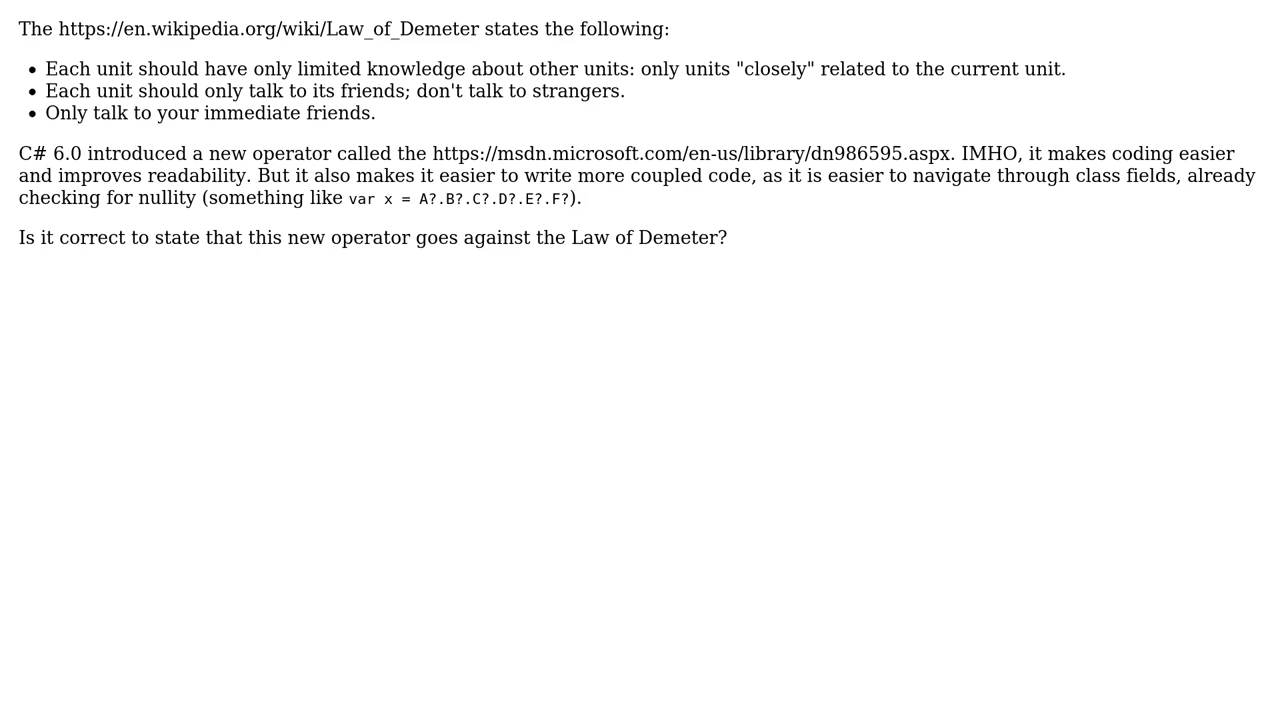 The https://en.wikipedia.org/wiki/Law_of_Demeter states the following:
• Each unit should have only limited knowledge about other units: only units "closely" related to the current unit.
• Each unit should only talk to its friends; don't talk to strangers.
• Only talk to your immediate friends.
C# 6.0 introduced a new operator called the https://msdn.microsoft.com/en-us/library/dn986595.aspx. IMHO, it makes coding easier
and improves readability. But it also makes it easier to write more coupled code, as it is easier to navigate through class fields, already
checking for nullity (something like var x = A?.B?.C?.D?.E?.F?).
Is it correct to state that this new operator goes against the Law of Demeter?